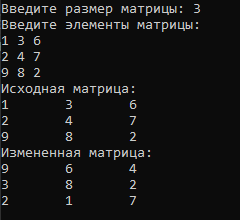 Введите размер матрицы: 3
Введите элементы матрицы:
1 3 6
2 4 7
9 8 2
Исходная матрица:
1 3 6
2 4 7
9 8 2
Измененная матрица:
9 6 4
3 8 2
2 1 7